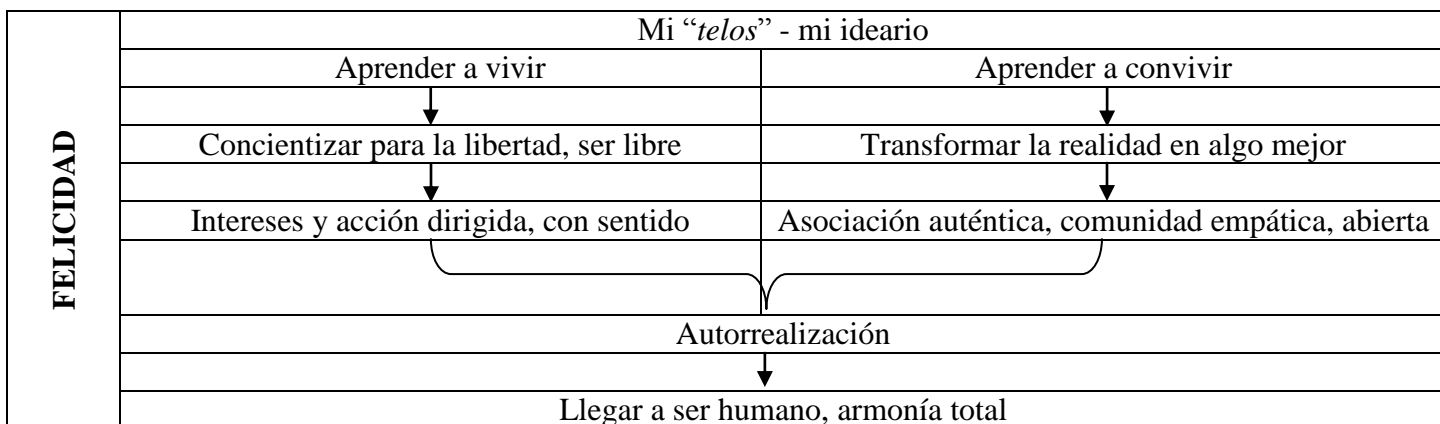 FELICIDAD
Mi “telos” - mi ideario
Aprender a vivir
Aprender a convivir
Concientizar para la libertad, ser libre
Transformar la realidad en algo mejor
Intereses y acción dirigida, con sentido
Asociación auténtica, comunidad empática, abierta
Autorrealización
Llegar a ser humano, armonía total